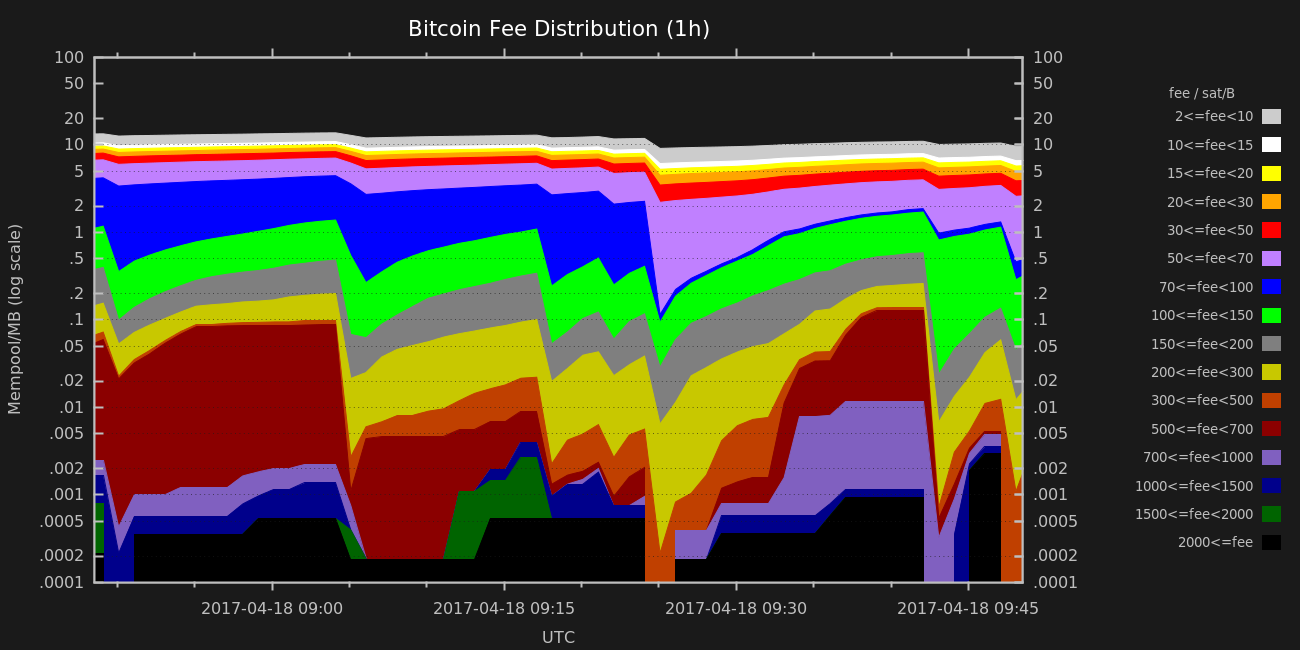 Bitcoin Fee Distribution (1h)
100 100
50 50
20 20
10 10
5 5
2 2
1 1
.5 .5
.2 .2
.1 .1
.05 .05
.02 .02
.01 .01
.005 .005
.002 .002
.001 .001
.0005 .0005
.0002 .0002
.0001 .0001
Mempool/MB (log scale)
2017-04-18 09:00 2017-04-18 09:15 2017-04-18 09:30 2017-04-18 09:45
UTC
fee / sat/B
2<=fee<10
10<=fee<15
15<=fee<20
20<=fee<30
30<=fee<50
50<=fee<70
70<=fee<100
100<=fee<150
150<=fee<200
200<=fee<300
300<=fee<500
500<=fee<700
700<=fee<1000
1000<=fee<1500
1500<=fee<2000
2000<=fee